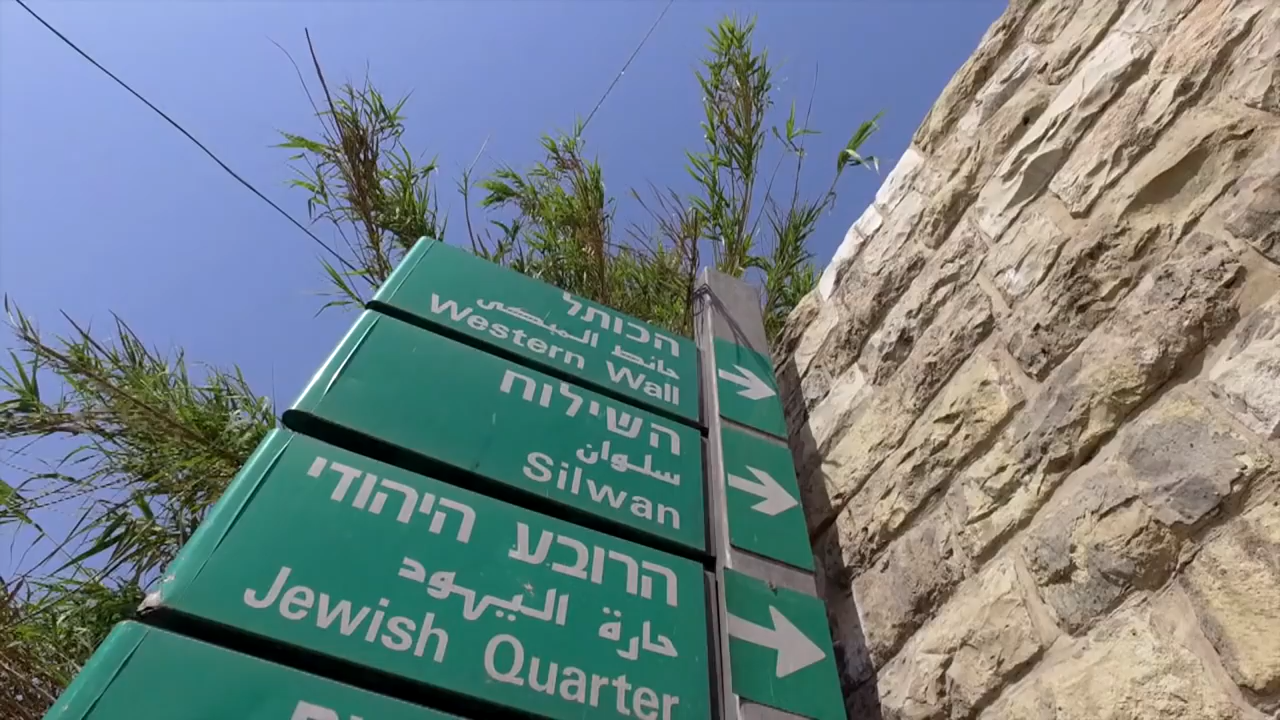 הכותל
حائط المبكى
Western Wall
השילוח
سلوان
Silwan
הרובע היהודי
حارة اليهود
Jewish Quarter